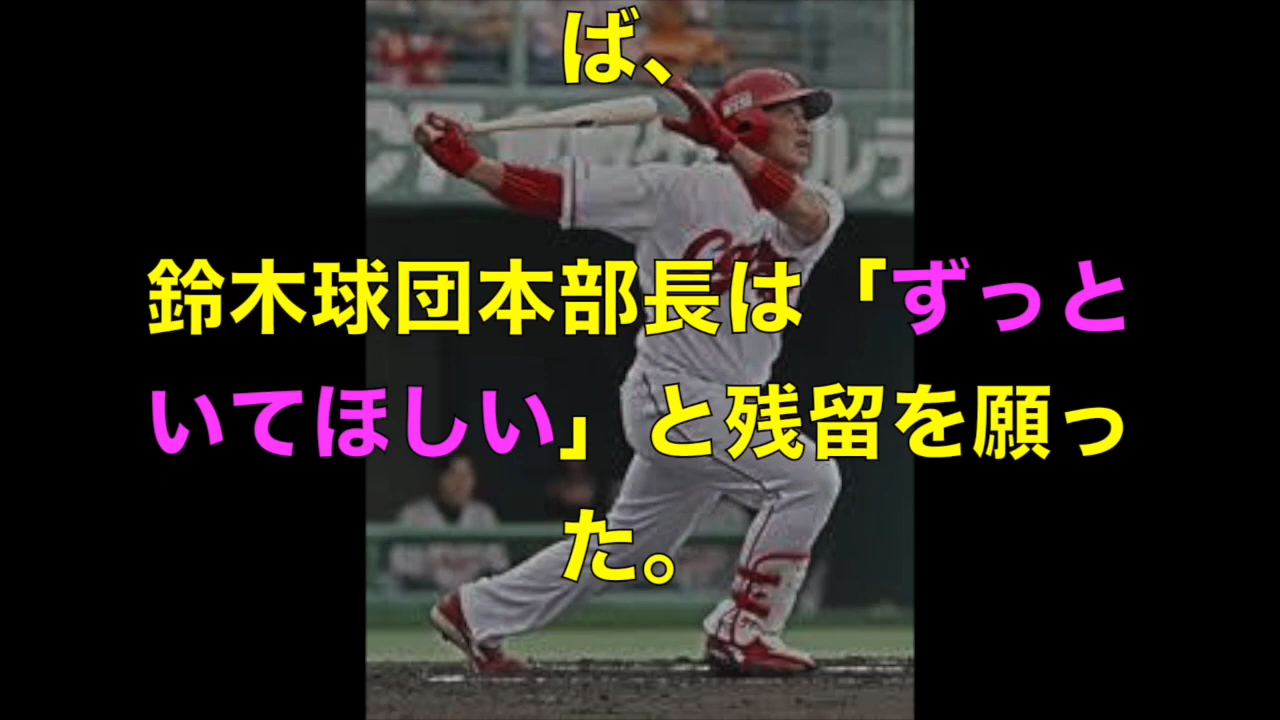 ば、
鈴木球団本部長は「ずっと
いてほしい」と残留を願っ
た。